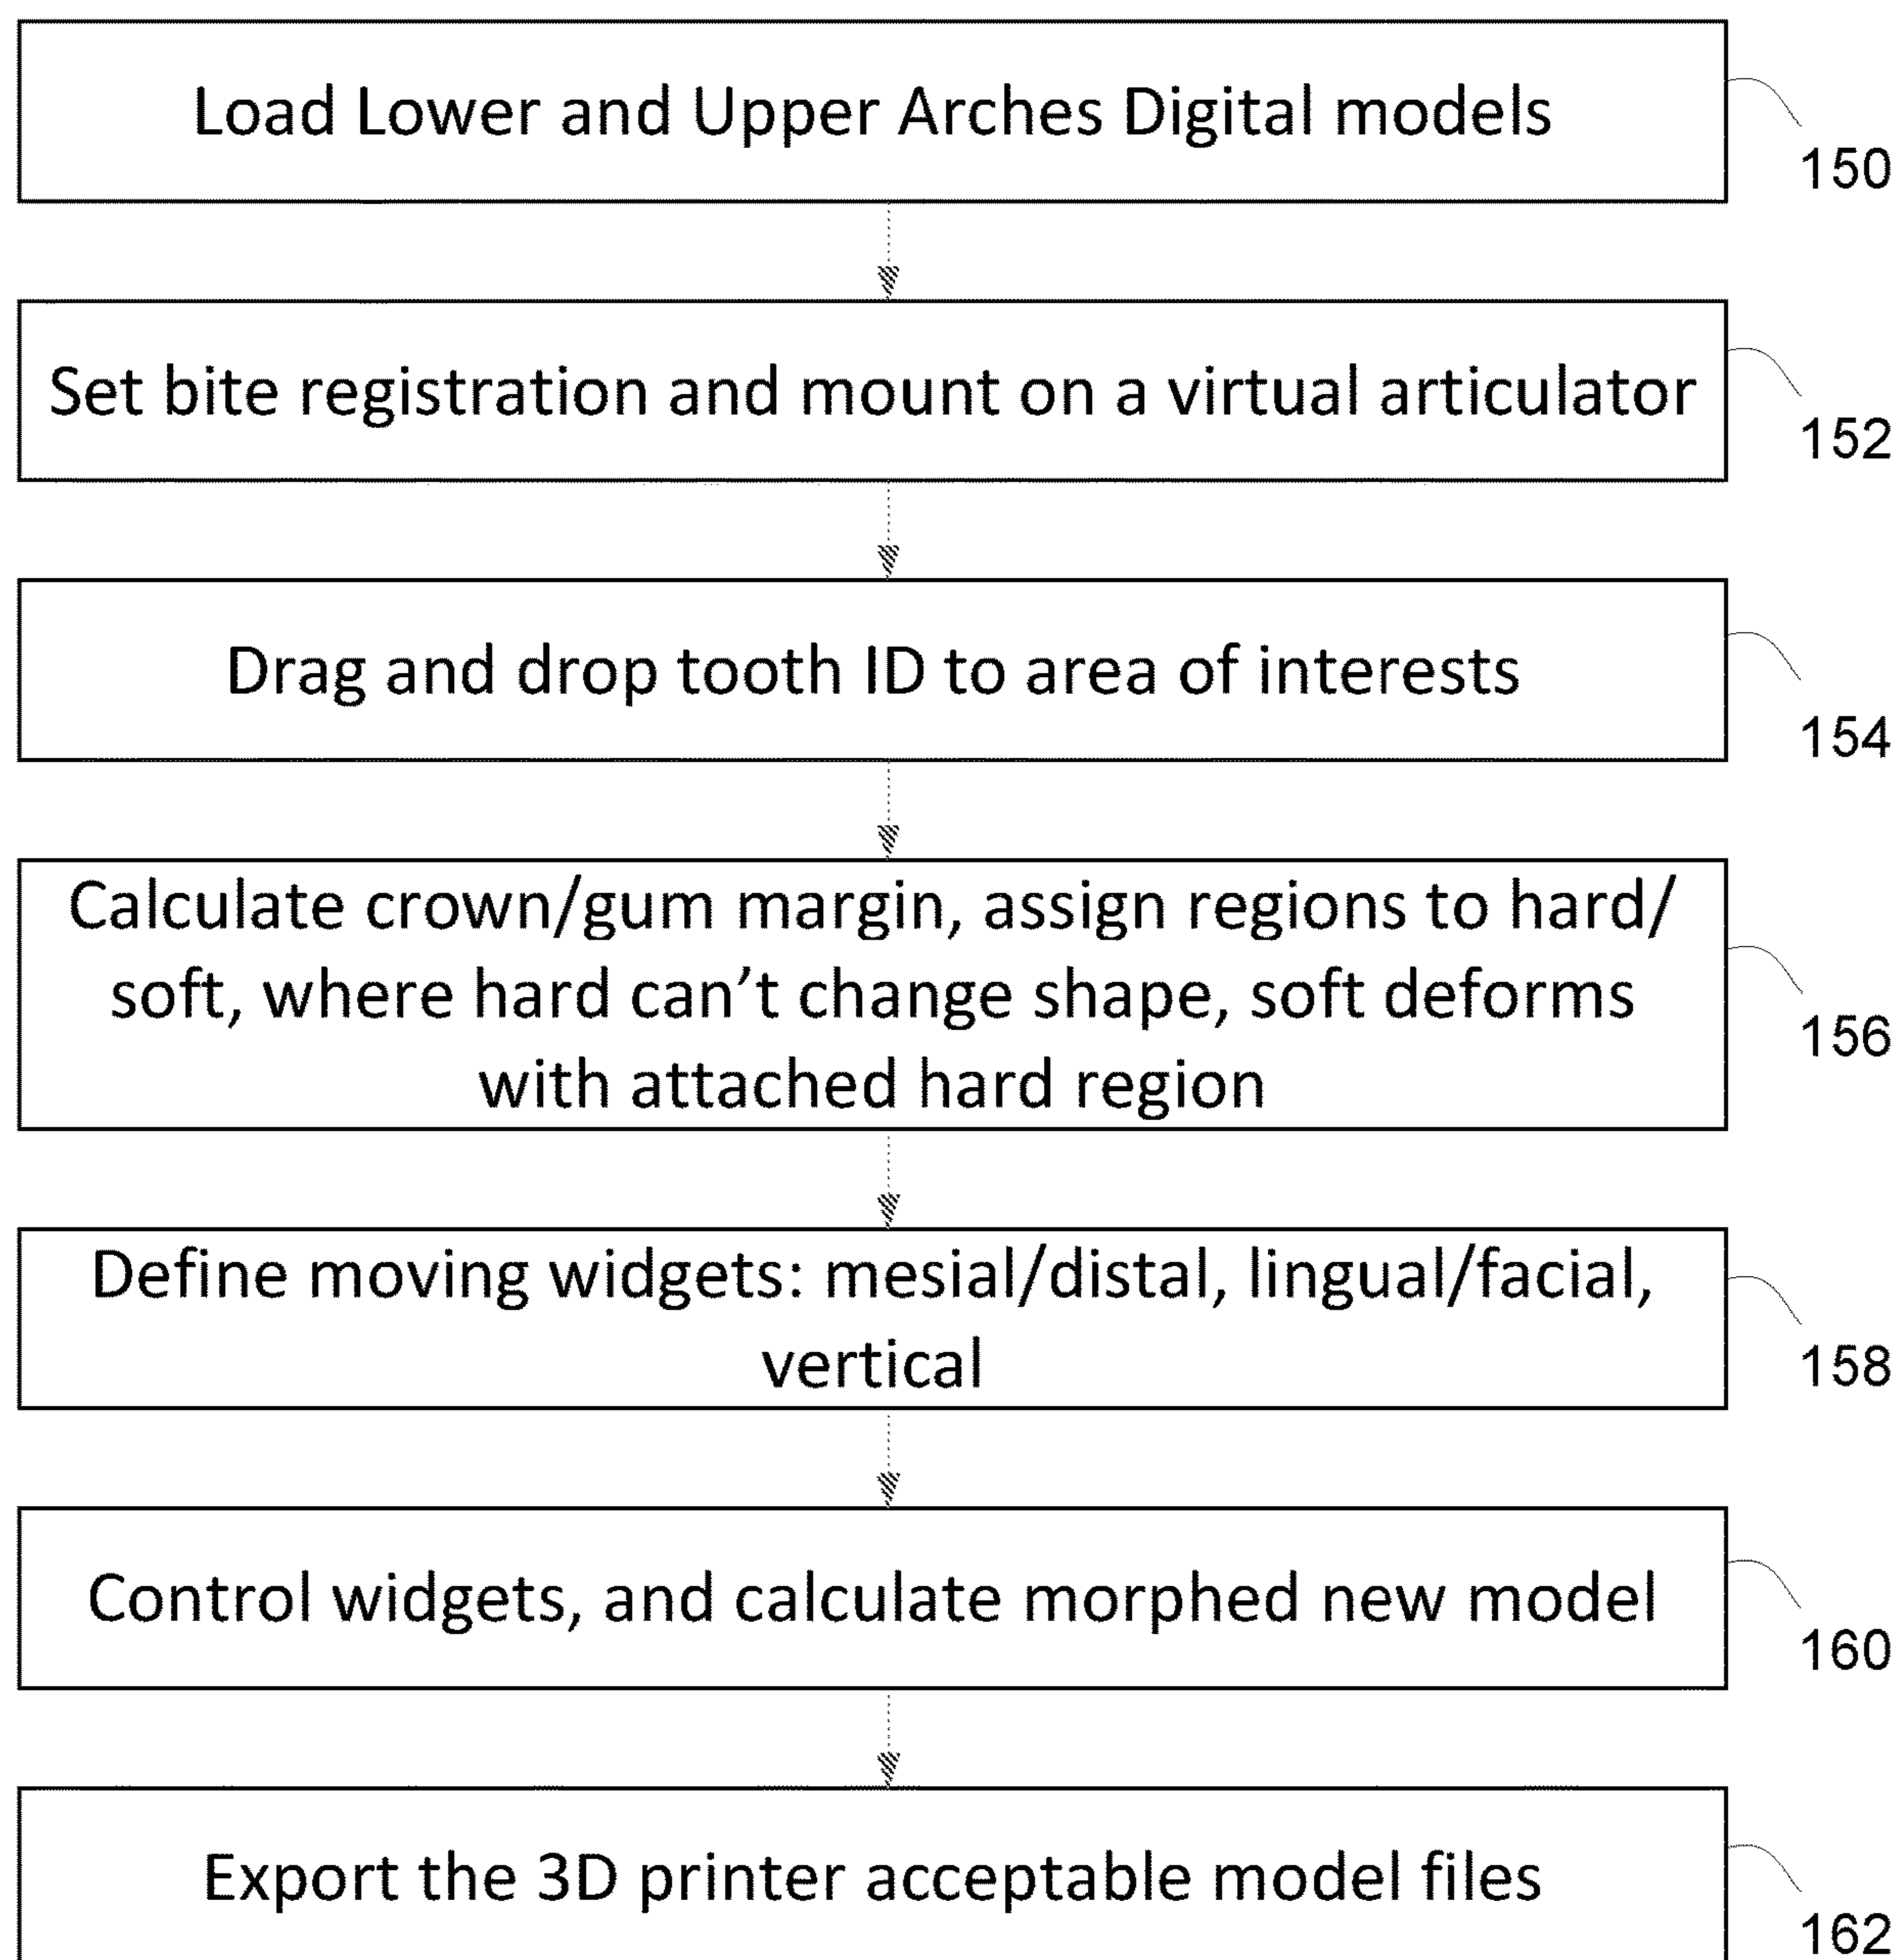 Load Lower and Upper Arches Digital models
150
Set bite registration and mount on a virtual articulator
152
Drag and drop tooth ID to area of interests
154
Calculate crown/gum margin, assign regions to hard/
soft, where hard can't change shape, soft deforms
with attached hard region
156
Define moving widgets: mesial/distal, lingual/facial,
vertical
158
Control widgets, and calculate morphed new model
160
Export the 3D printer acceptable model files
162